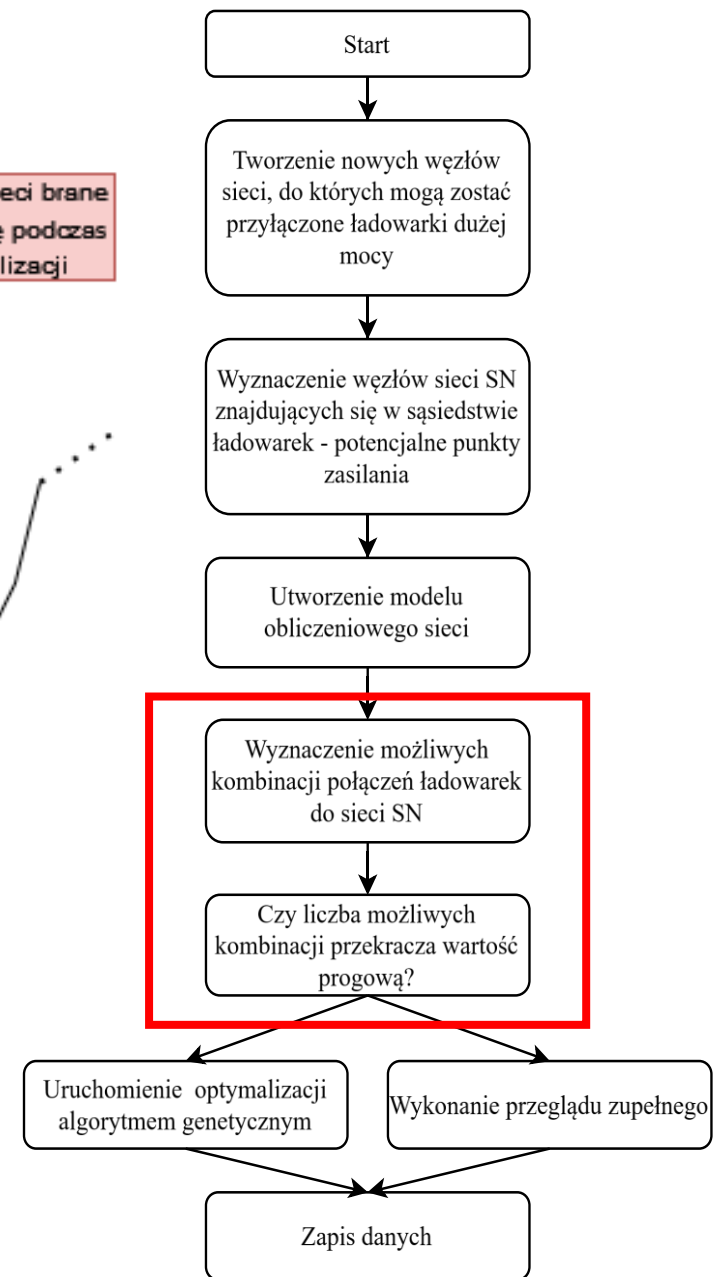 Start
Tworzenie nowych węzłów
sieci, do których mogą zostać
przyłączone ładowarki dużej
mocy
brane
podczas
Wyznaczenie węzłów sieci SN
znajdujących się w sąsiedstwie
ładowarek - potencjalne punkty
zasilania
Utworzenie modelu
obliczeniowego sieci
Wyznaczenie możliwych
kombinacji połączeń ładowarek
do sieci SN
Czy liczba możliwych
kombinacji przekracza wartość
progową?
Uruchomienie optymalizacji
algorytmem genetycznym
Wykonanie przeglądu zupełnego
Zapis danych